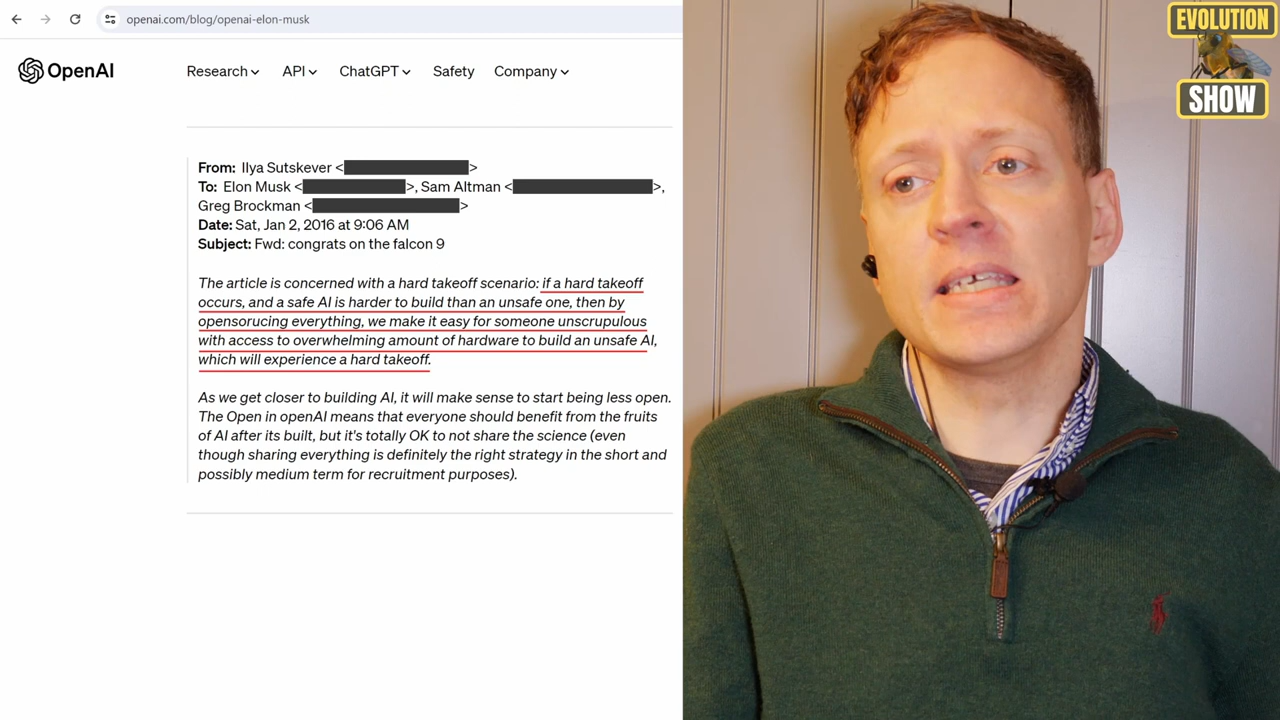 openai.com/blog/openai-elon-musk
OpenAI
Research API ChatGPT Safety Company
From: Ilya Sutskever < >
To: Elon Musk < >, Sam Altman < >,
Greg Brockman < >
Date: Sat, Jan 2, 2016 at 9:06 AM
Subject: Fwd: congrats on the falcon 9
The article is concerned with a hard takeoff scenario: if a hard takeoff
occurs, and a safe AI is harder to build than an unsafe one, then by
opensorucing everything, we make it easy for someone unscrupulous
with access to overwhelming amount of hardware to build an unsafe AI,
which will experience a hard takeoff.
As we get closer to building AI, it will make sense to start being less open.
The Open in openAI means that everyone should benefit from the fruits
of AI after its built, but it's totally OK to not share the science (even
though sharing everything is definitely the right strategy in the short and
possibly medium term for recruitment purposes).
EVOLUTION
SHOW